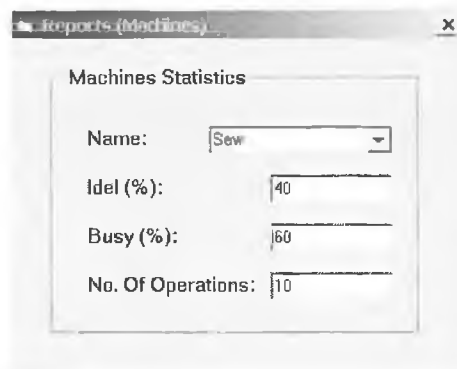 Reports (Machines)
Machines Statistics
Name: Sew
Idel (%): 40
Busy (%): 60
No. Of Operations: 10